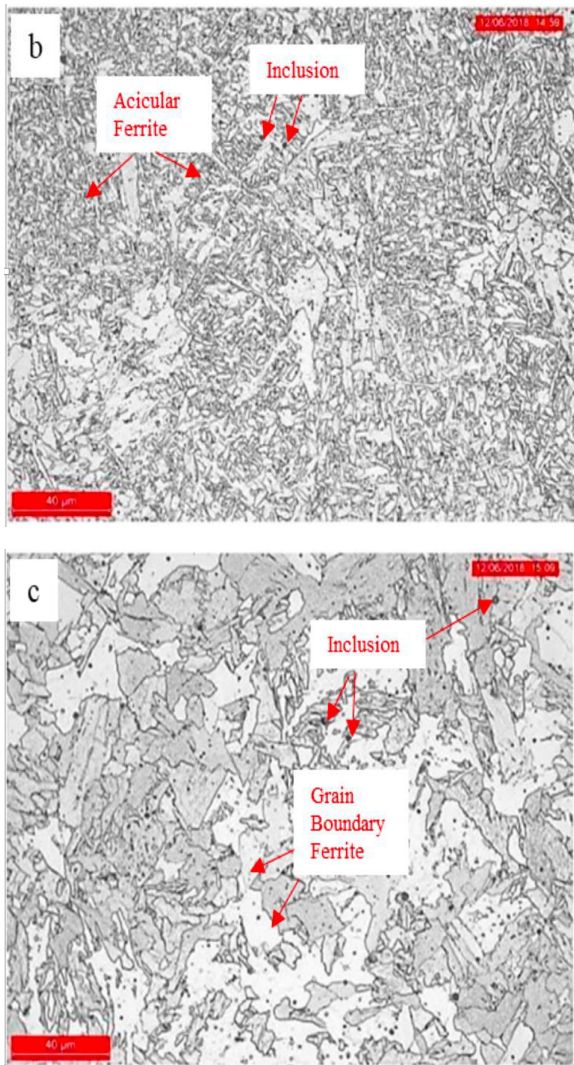 b
12/06/2018 14:59
Inclusion
Acicular
Ferrite
40 μm
c
12/06/2018 15:09
Inclusion
Grain
Boundary
Ferrite
40 μm